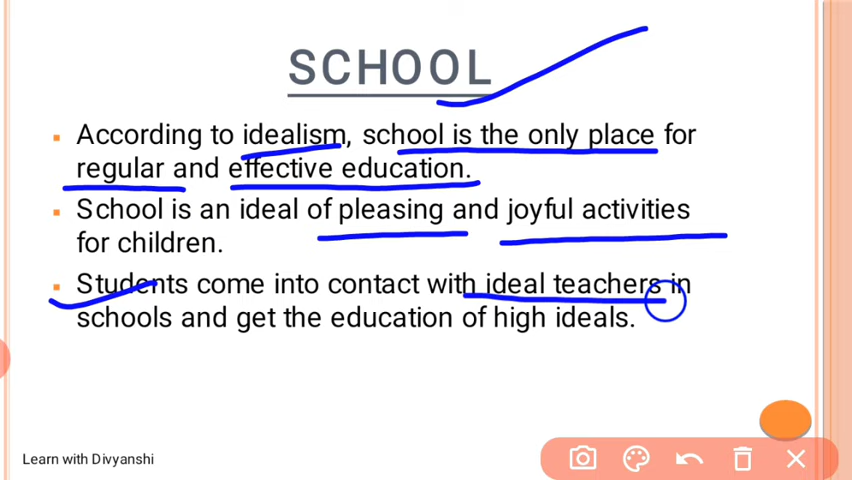 SCHOOL
According to idealism, school is the only place for
regular and effective education.
School is an ideal of pleasing and joyful activities
for children.
Students come into contact with ideal teachers in
schools and get the education of high ideals.
Learn with Divyanshi